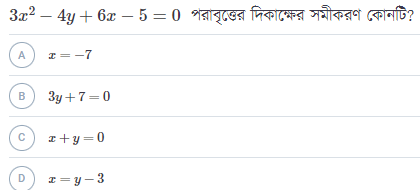 3x² − 4y + 6x − 5 = 0 পরাবৃত্তের দিকাক্ষের সমীকরণ কোনটি?
A x = −7
B 3y + 7 = 0
C x + y = 0
D x = y − 3